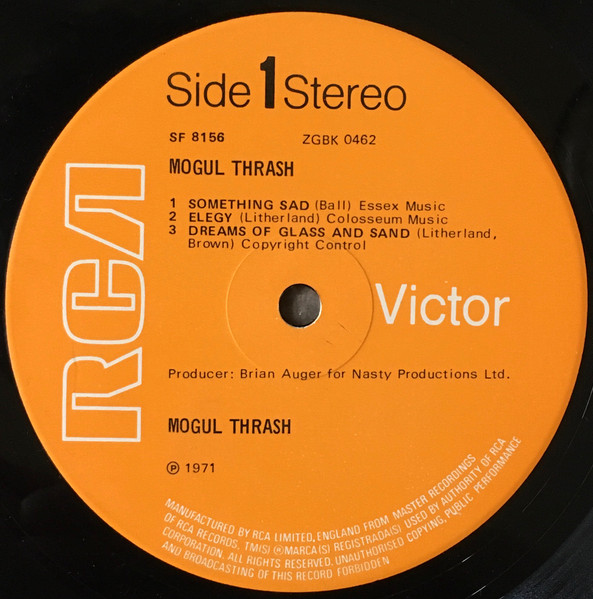 Side 1 Stereo
SF 8156 ZGBK 0462
MOGUL THRASH
1 SOMETHING SAD (Ball) Essex Music
2 ELEGY (Litherland) Colosseum Music
3 DREAMS OF GLASS AND SAND (Litherland,
Brown) Copyright Control
RCA
Victor
Producer: Brian Auger for Nasty Productions Ltd.
MOGUL THRASH
℗ 1971
MANUFACTURED BY RCA LIMITED, ENGLAND FROM MASTER RECORDINGS
OF RCA RECORDS. TM(S) ® MARCA(S) REGISTRADA(S) USED BY AUTHORITY OF RCA
CORPORATION. ALL RIGHTS RESERVED. UNAUTHORISED COPYING, PUBLIC PERFORMANCE
AND BROADCASTING OF THIS RECORD FORBIDDEN